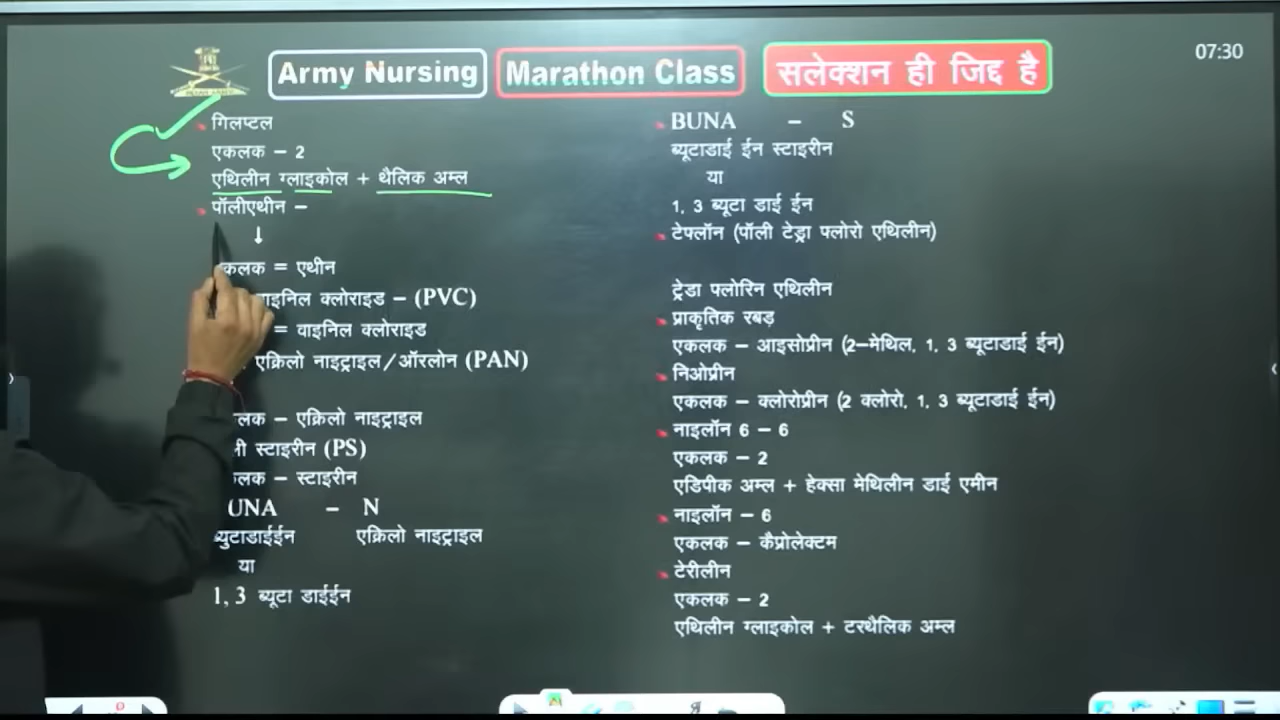 Army Nursing Marathon Class सलेक्शन ही जिद्द है
07:30
गिलप्टल
एकलक – 2
एथिलीन ग्लाइकोल + थैलिक अम्ल
पॉलीएथीन –
↓
कलक = एथीन
वाइनिल क्लोराइड – (PVC)
= वाइनिल क्लोराइड
एक्रिलो नाइट्राइल/ऑरलोन (PAN)
लक – एक्रिलो नाइट्राइल
ली स्टाइरीन (PS)
लक – स्टाइरीन
UNA – N
ब्युटाडाईईन एक्रिलो नाइट्राइल
या
1, 3 ब्यूटा डाईईन
BUNA – S
ब्यूटाडाई ईन स्टाइरीन
या
1, 3 ब्यूटा डाई ईन
टेफ्लॉन (पॉली टेड्रा फ्लोरो एथिलीन)
ट्रेडा फ्लोरिन एथिलीन
प्राकृतिक रबड़
एकलक – आइसोप्रीन (2–मेथिल, 1, 3 ब्यूटाडाई ईन)
निओप्रीन
एकलक – क्लोरोप्रीन (2 क्लोरो, 1, 3 ब्यूटाडाई ईन)
नाइलॉन 6 – 6
एकलक – 2
एडिपीक अम्ल + हेक्सा मेथिलीन डाई एमीन
नाइलॉन – 6
एकलक – कैप्रोलेक्टम
टेरीलीन
एकलक – 2
एथिलीन ग्लाइकोल + टरथैलिक अम्ल